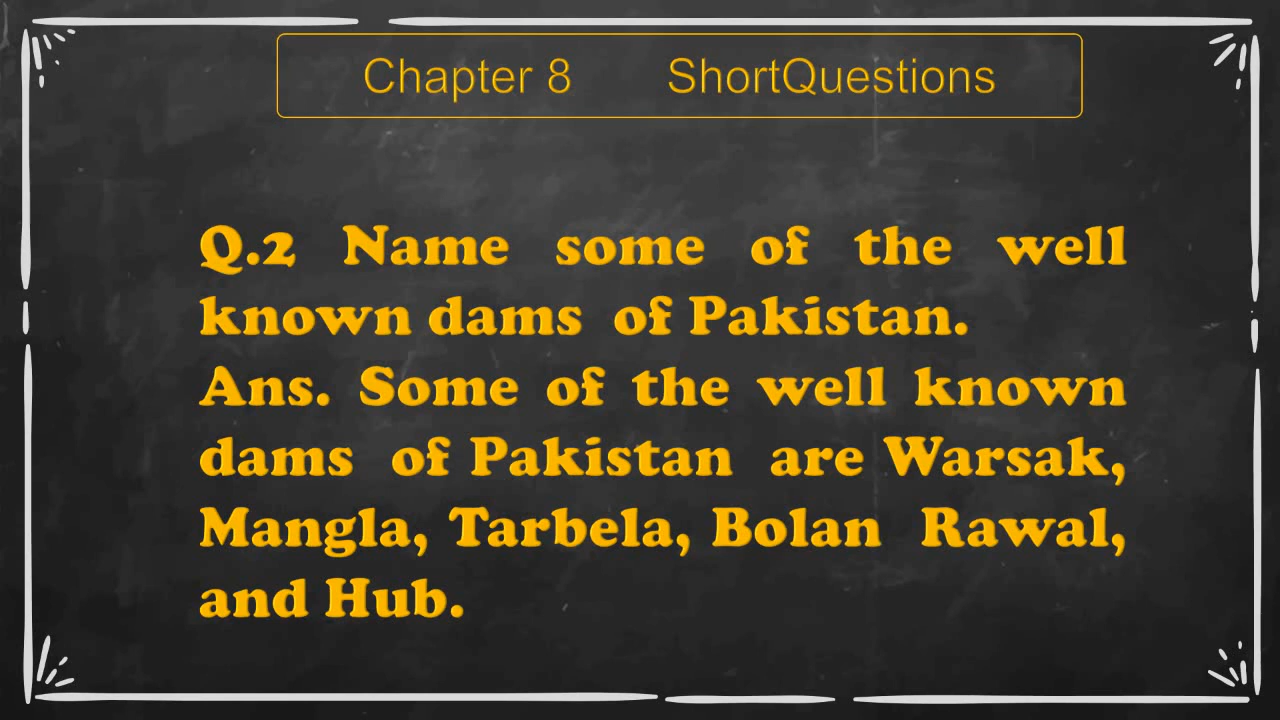 Chapter 8 ShortQuestions
Q.2 Name some of the well
known dams of Pakistan.
Ans. Some of the well known
dams of Pakistan are Warsak,
Mangla, Tarbela, Bolan Rawal,
and Hub.